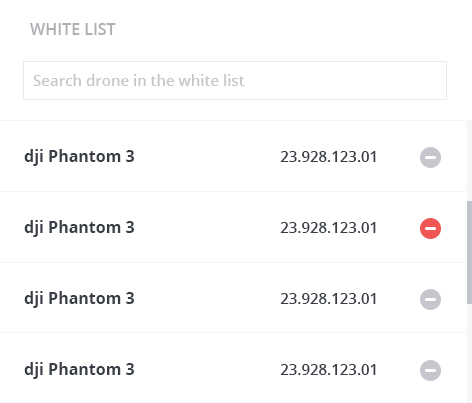 WHITE LIST
Search drone in the white list
dji Phantom 3 23.928.123.01
dji Phantom 3 23.928.123.01
dji Phantom 3 23.928.123.01
dji Phantom 3 23.928.123.01